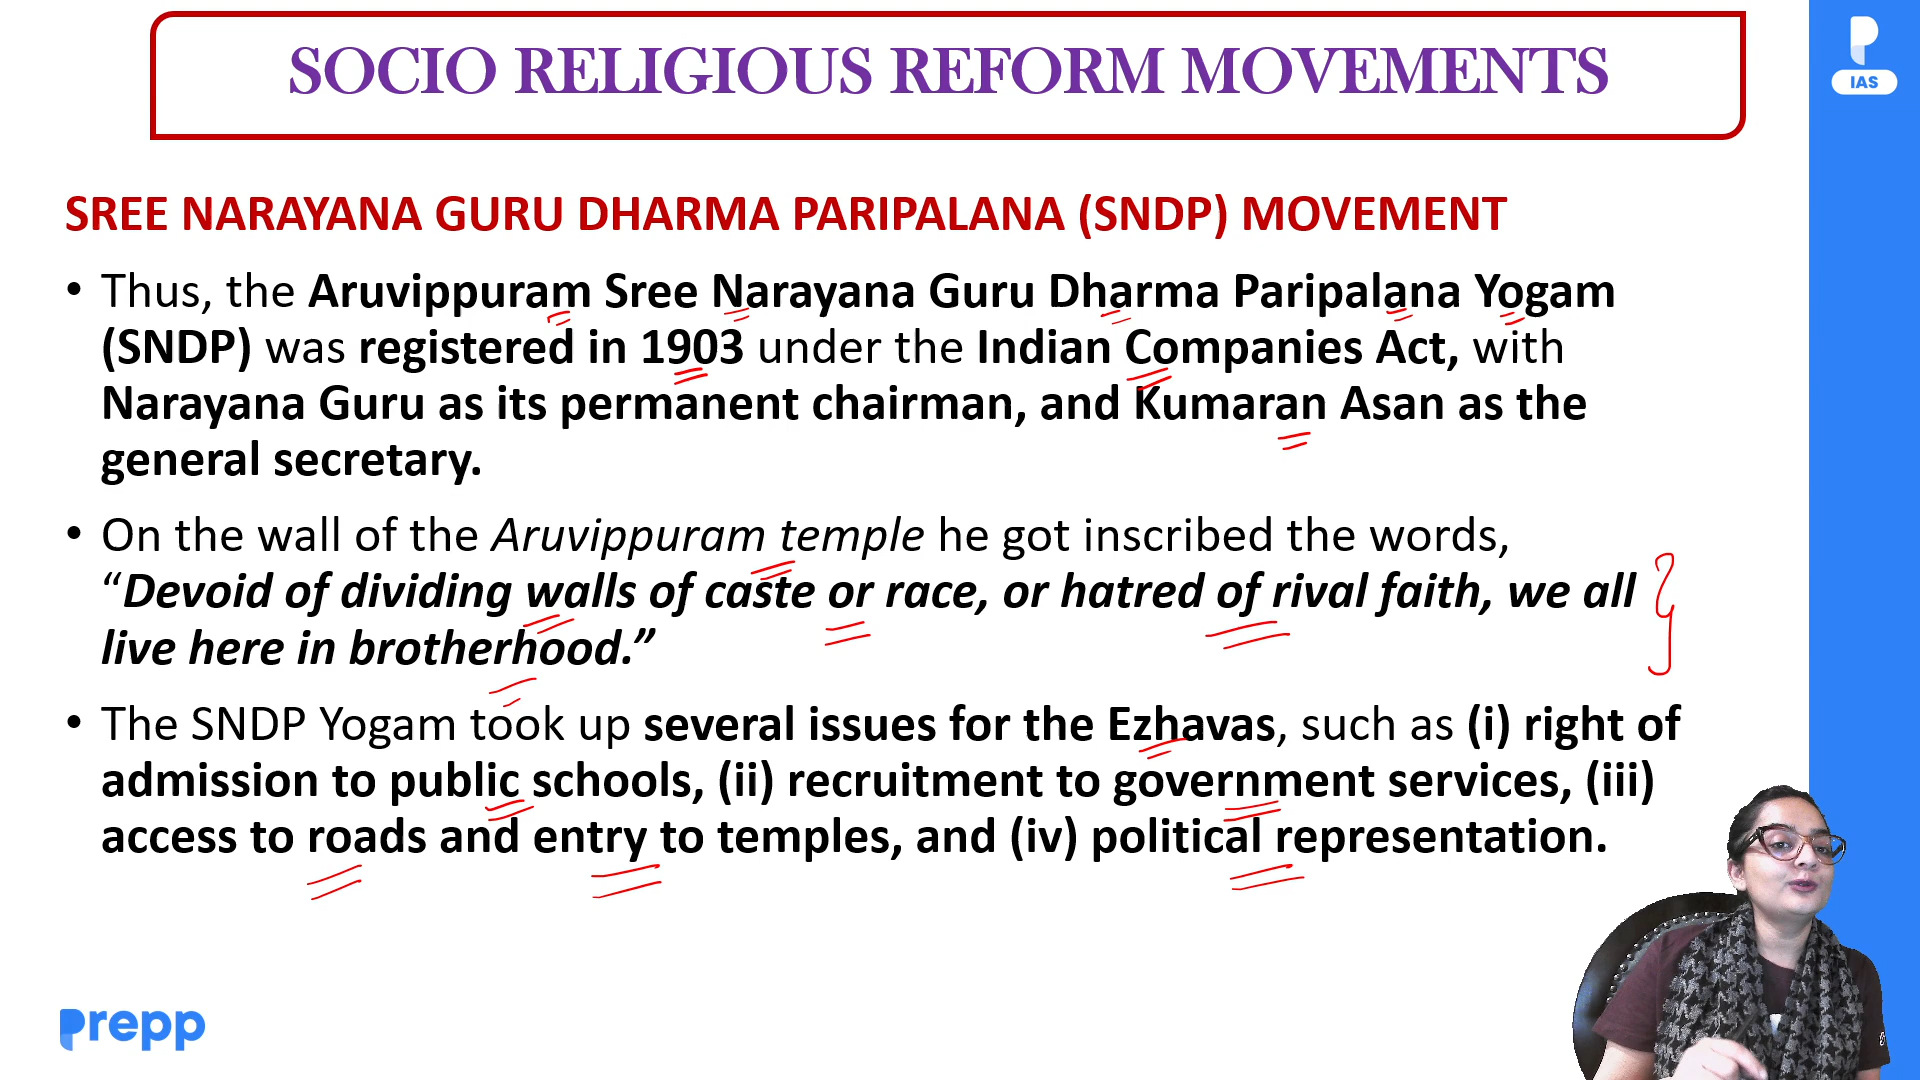 SOCIO RELIGIOUS REFORM MOVEMENTS
IAS
SREE NARAYANA GURU DHARMA PARIPALANA (SNDP) MOVEMENT
• Thus, the Aruvippuram Sree Narayana Guru Dharma Paripalana Yogam
(SNDP) was registered in 1903 under the Indian Companies Act, with
Narayana Guru as its permanent chairman, and Kumaran Asan as the
general secretary.
• On the wall of the Aruvippuram temple he got inscribed the words,
“Devoid of dividing walls of caste or race, or hatred of rival faith, we all
live here in brotherhood.”
• The SNDP Yogam took up several issues for the Ezhavas, such as (i) right of
admission to public schools, (ii) recruitment to government services, (iii)
access to roads and entry to temples, and (iv) political representation.
prepp